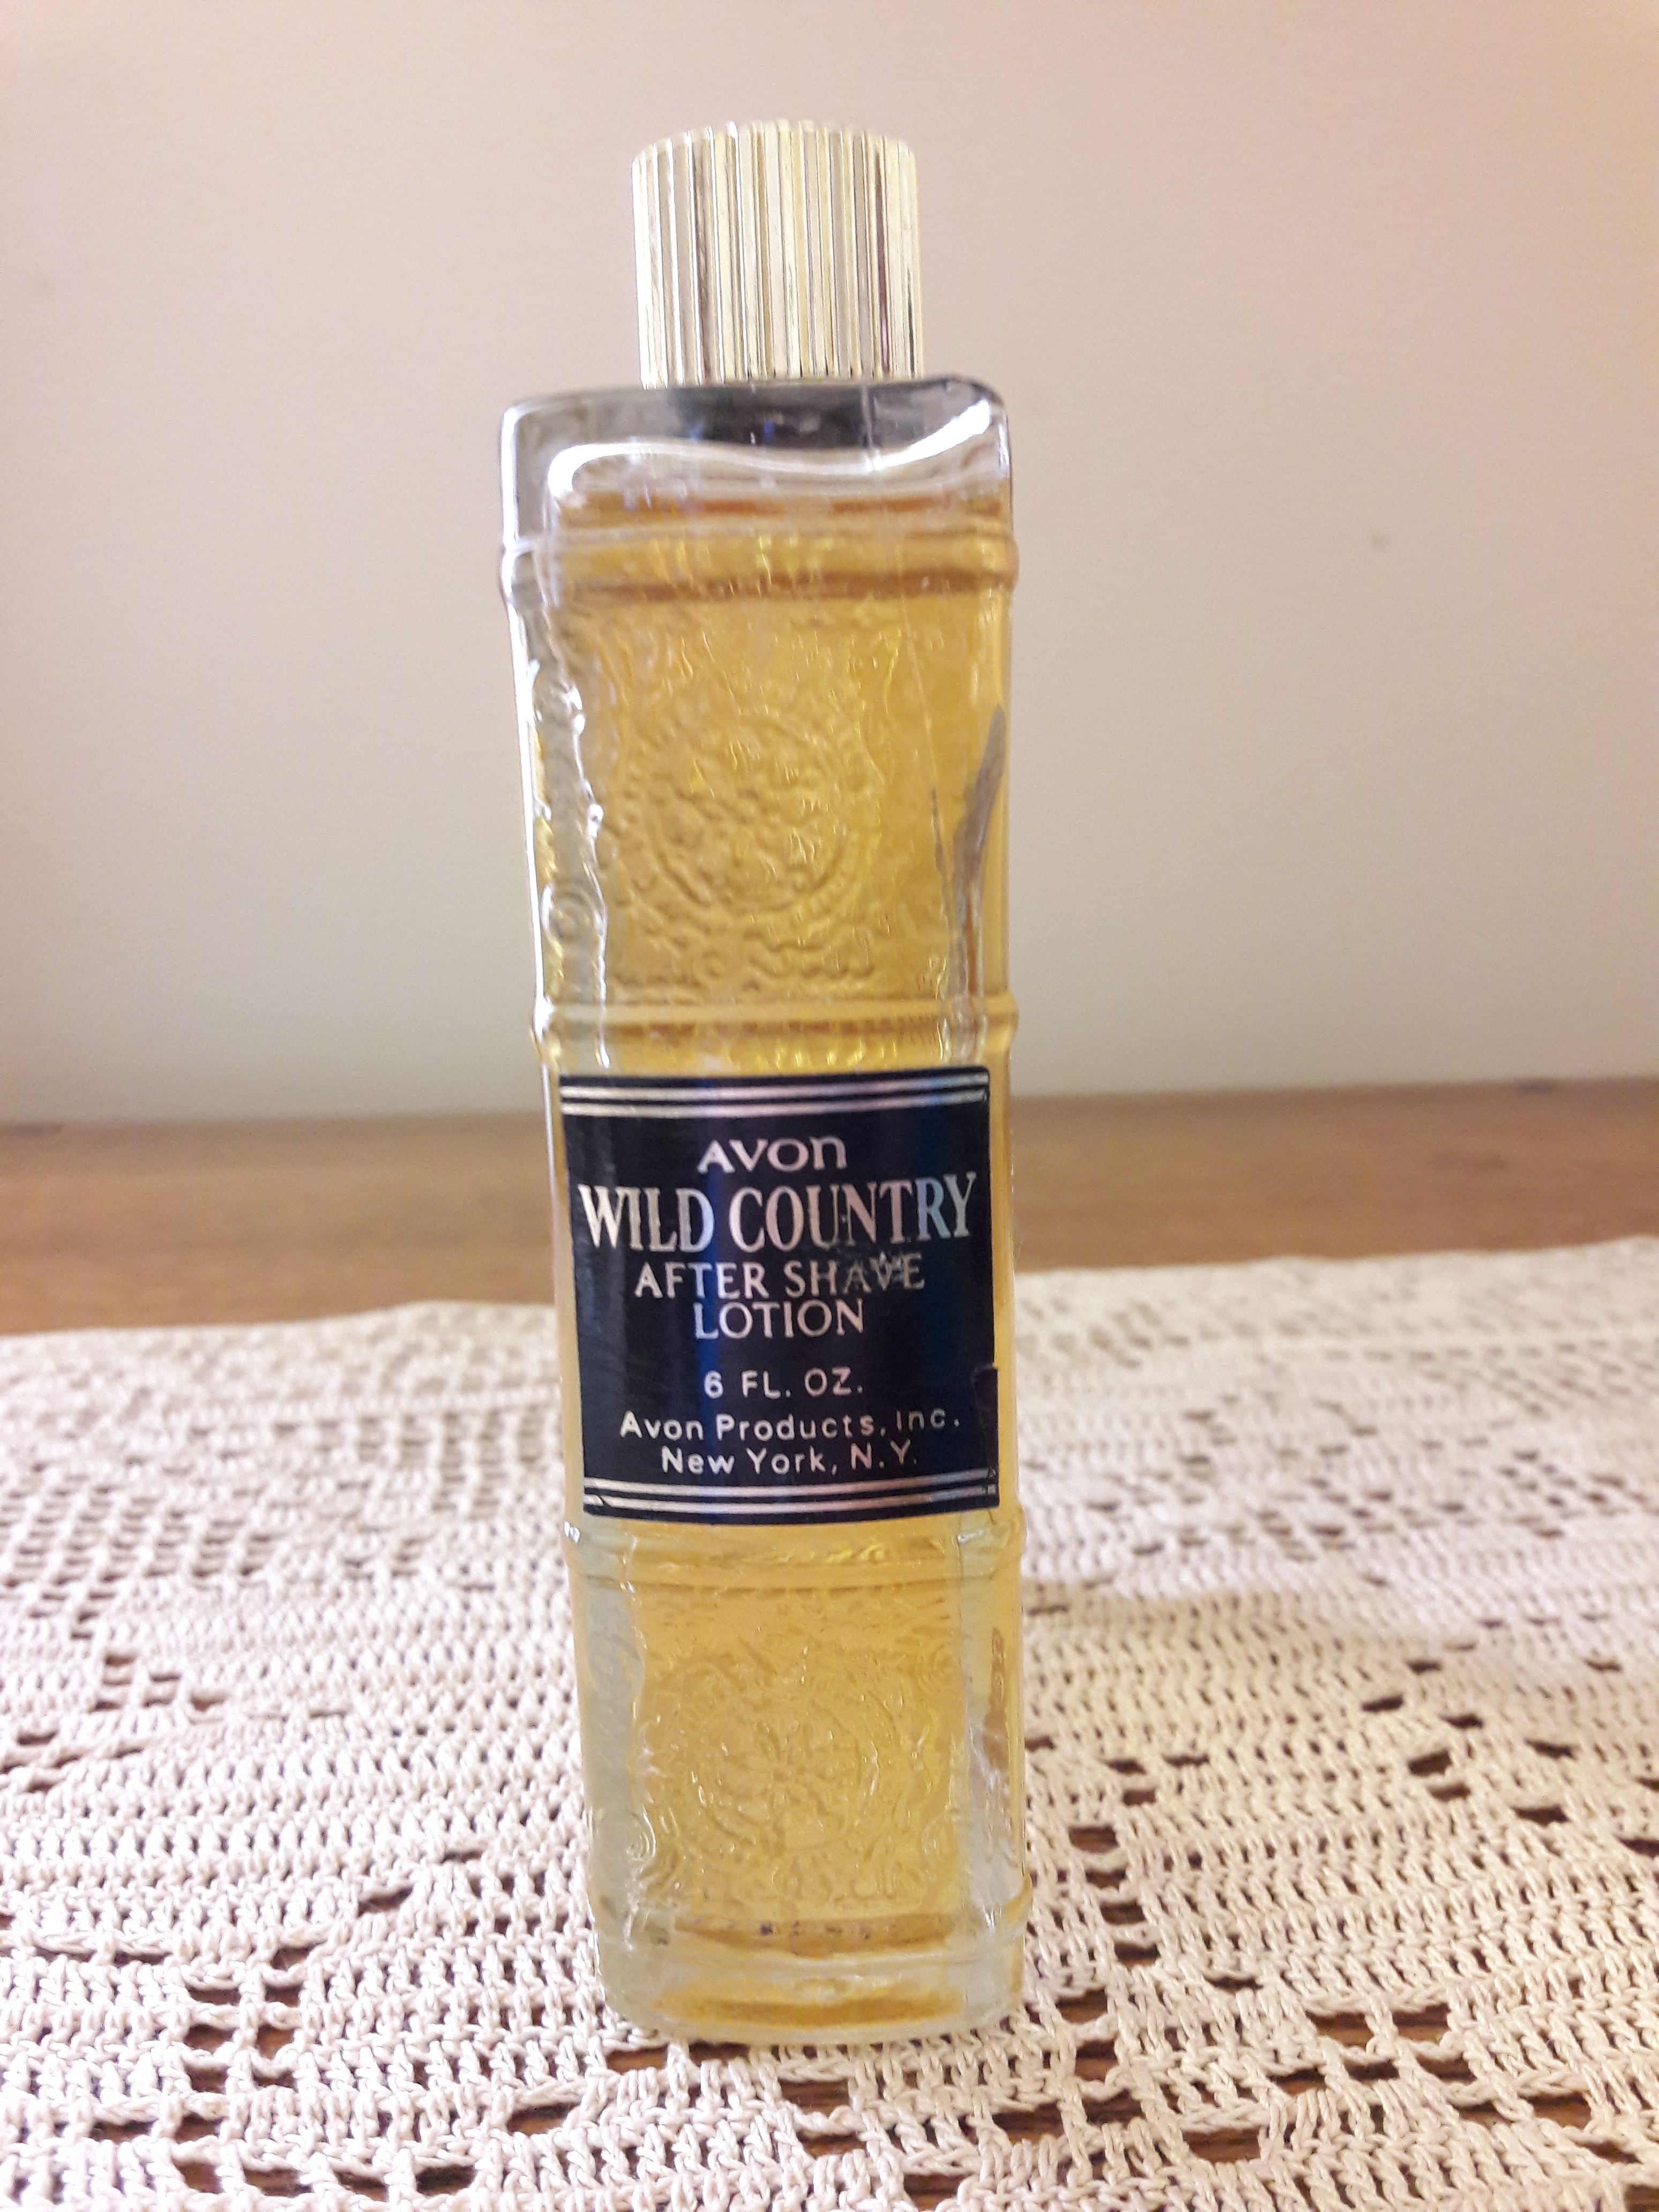 AVON
WILD COUNTRY
AFTER SHAVE
LOTION
6 FL. OZ.
Avon Products, Inc.
New York, N.Y.